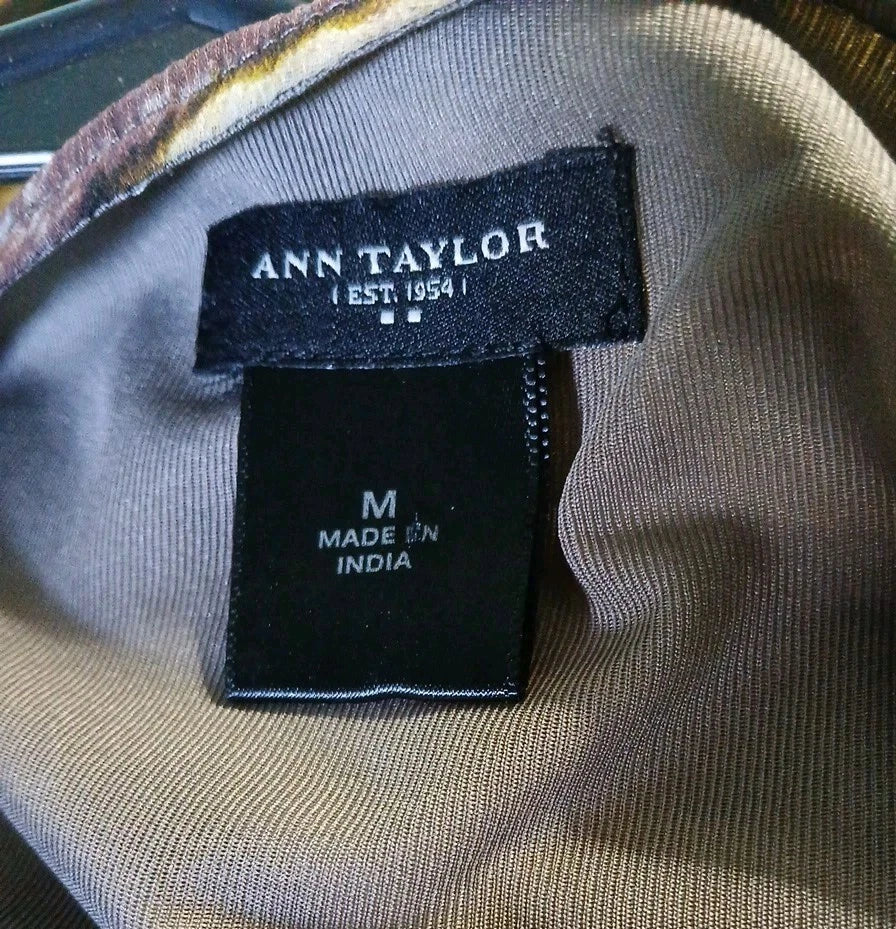 ANN TAYLOR
EST. 1954
M
MADE IN
INDIA